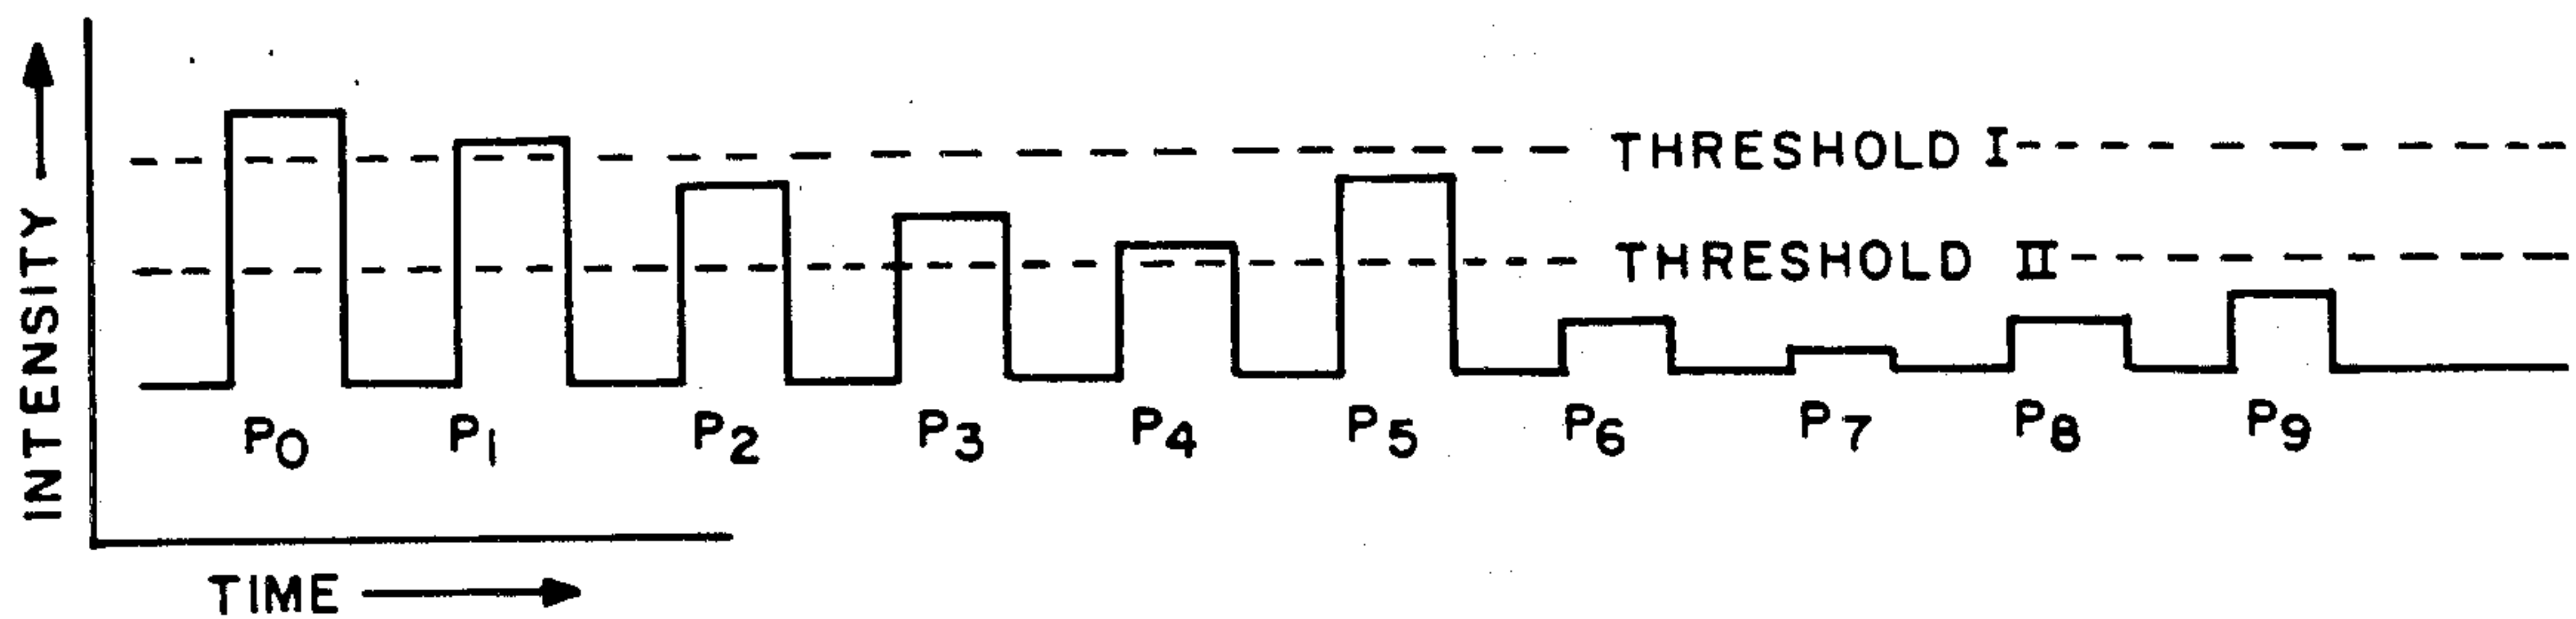 INTENSITY
THRESHOLD I
THRESHOLD II
P0 P1 P2 P3 P4 P5 P6 P7 P8 P9
TIME